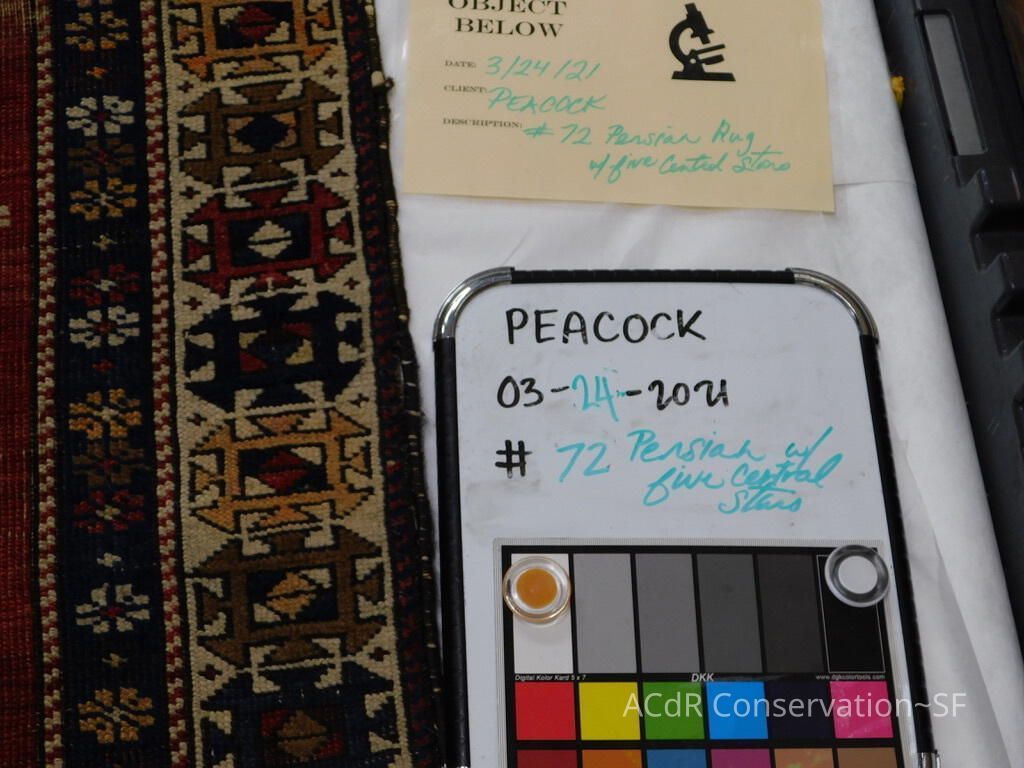 OBJECT
BELOW
DATE: 3/24/21
CLIENT: PEACOCK
DESCRIPTION: # 72 Persian Rug
w/ five Central Stars
PEACOCK
03-24-2021
# 72 Persian w/
five central
Stars
Digital Kolor Kard 5 x 7
DKK
www.dgkcolortools.com
ACdR Conservation~SF